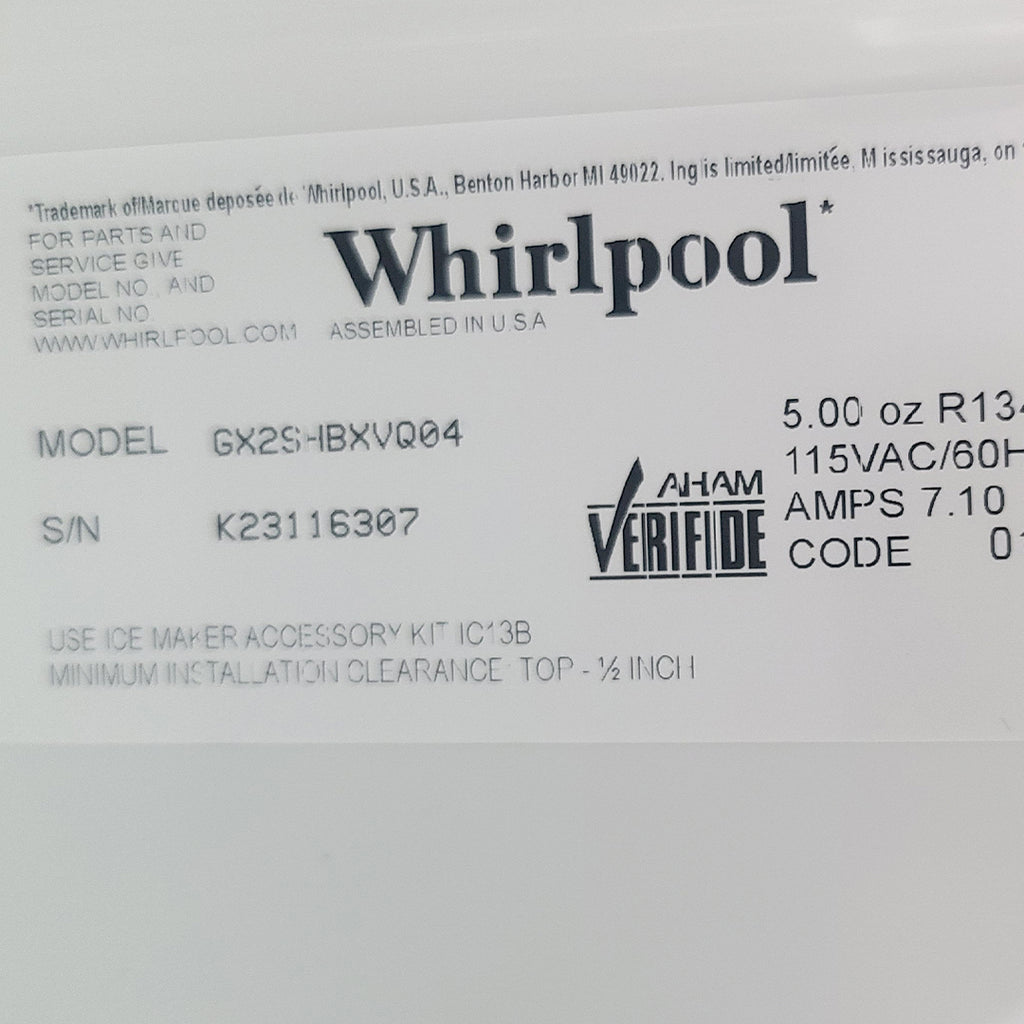 *Trademark of/Marque deposée de Whirlpool, U.S.A., Benton Harbor MI 49022. Inglis limited/limitée, Mississauga, on
FOR PARTS AND
SERVICE GIVE
MODEL NO. AND
SERIAL NO.
WWW.WHIRLPOOL.COM
Whirlpool*
ASSEMBLED IN U.S.A
MODEL GX2SHBXVQ04
S/N K23116307
AHAM
VERIFIDE
5.00 oz R134
115VAC/60H
AMPS 7.10
CODE 0
USE ICE MAKER ACCESSORY KIT IC13B
MINIMUM INSTALLATION CLEARANCE: TOP - ½ INCH